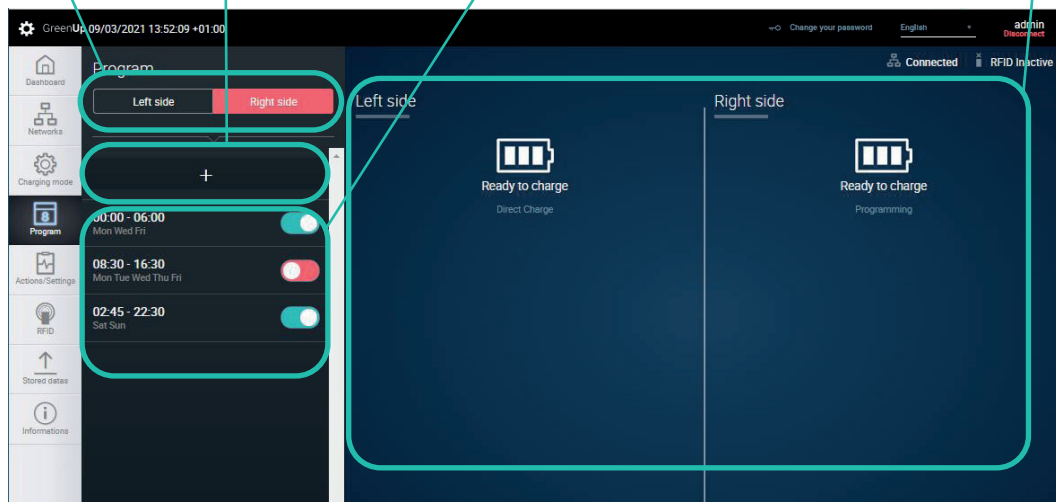 GreenUp 09/03/2021 13:52:09 +01:00 Change your password English admin
Disconnect
Connected RFID Inactive
Dashboard
Networks
Charging mode
8
Program
Actions/Settings
RFID
Stored datas
Informations
Program
Left side Right side
+
00:00 - 06:00
Mon Wed Fri
08:30 - 16:30
Mon Tue Wed Thu Fri
02:45 - 22:30
Sat Sun
Left side
Ready to charge
Direct Charge
Right side
Ready to charge
Programming